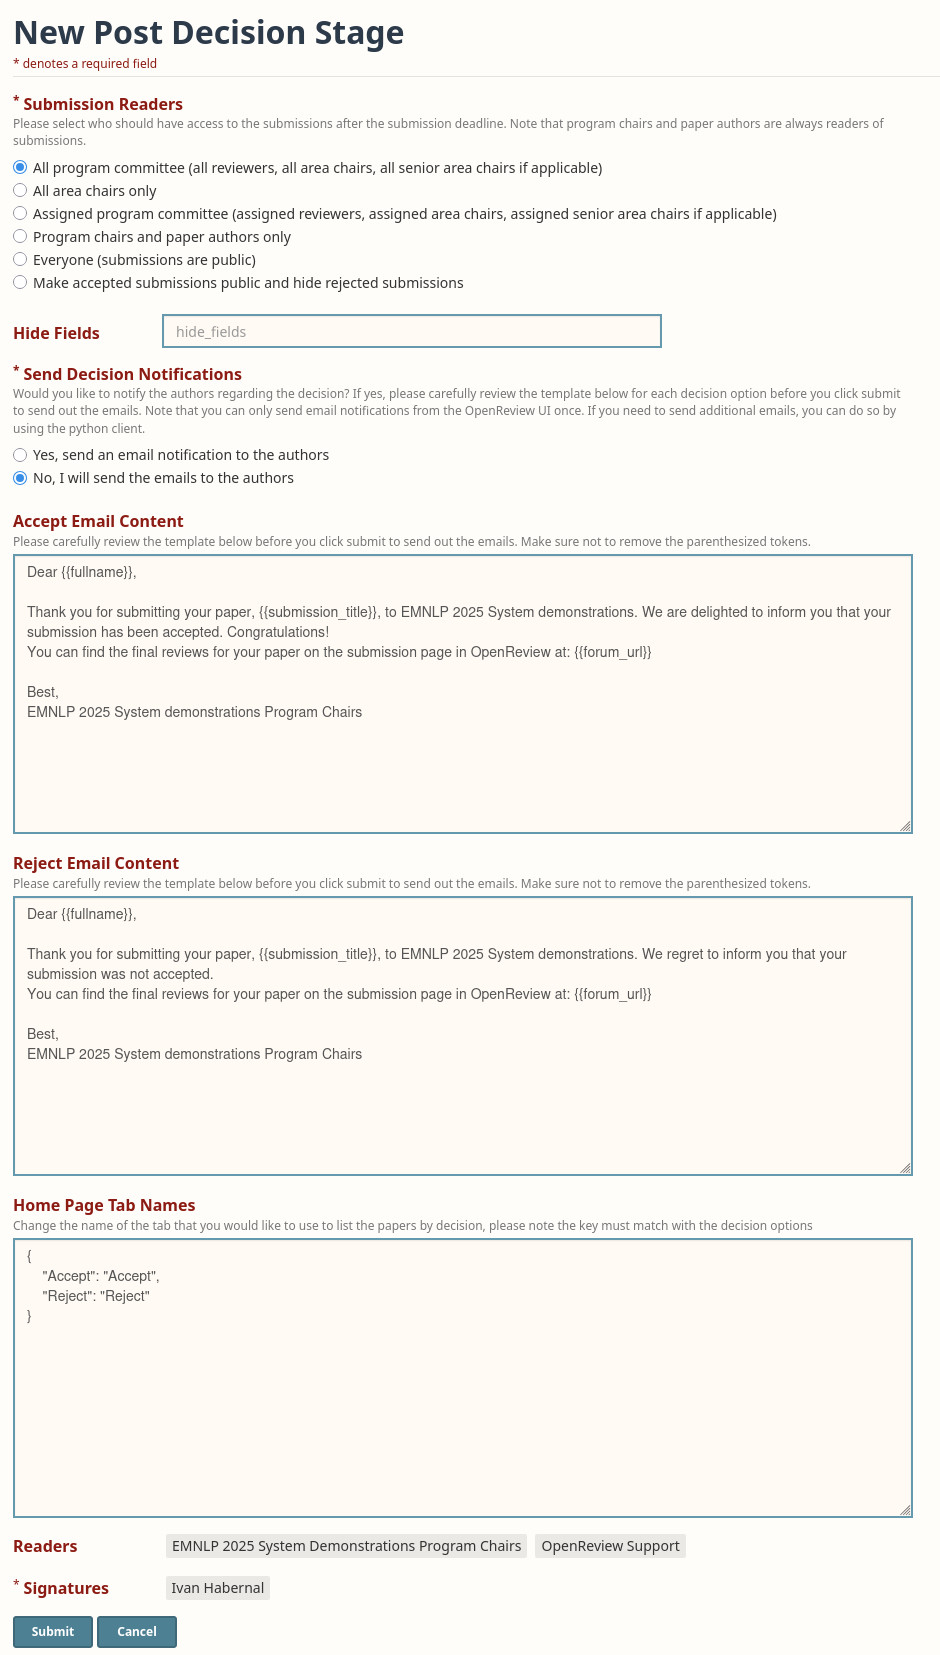 New Post Decision Stage
* denotes a required field
* Submission Readers
Please select who should have access to the submissions after the submission deadline. Note that program chairs and paper authors are always readers of
submissions.
All program committee (all reviewers, all area chairs, all senior area chairs if applicable)
All area chairs only
Assigned program committee (assigned reviewers, assigned area chairs, assigned senior area chairs if applicable)
Program chairs and paper authors only
Everyone (submissions are public)
Make accepted submissions public and hide rejected submissions
Hide Fields hide_fields
* Send Decision Notifications
Would you like to notify the authors regarding the decision? If yes, please carefully review the template below for each decision option before you click submit
to send out the emails. Note that you can only send email notifications from the OpenReview UI once. If you need to send additional emails, you can do so by
using the python client.
Yes, send an email notification to the authors
No, I will send the emails to the authors
Accept Email Content
Please carefully review the template below before you click submit to send out the emails. Make sure not to remove the parenthesized tokens.
Dear {{fullname}},
Thank you for submitting your paper, {{submission_title}}, to EMNLP 2025 System demonstrations. We are delighted to inform you that your
submission has been accepted. Congratulations!
You can find the final reviews for your paper on the submission page in OpenReview at: {{forum_url}}
Best,
EMNLP 2025 System demonstrations Program Chairs
Reject Email Content
Please carefully review the template below before you click submit to send out the emails. Make sure not to remove the parenthesized tokens.
Dear {{fullname}},
Thank you for submitting your paper, {{submission_title}}, to EMNLP 2025 System demonstrations. We regret to inform you that your
submission was not accepted.
You can find the final reviews for your paper on the submission page in OpenReview at: {{forum_url}}
Best,
EMNLP 2025 System demonstrations Program Chairs
Home Page Tab Names
Change the name of the tab that you would like to use to list the papers by decision, please note the key must match with the decision options
{
"Accept": "Accept",
"Reject": "Reject"
}
Readers EMNLP 2025 System Demonstrations Program Chairs OpenReview Support
* Signatures Ivan Habernal
Submit Cancel